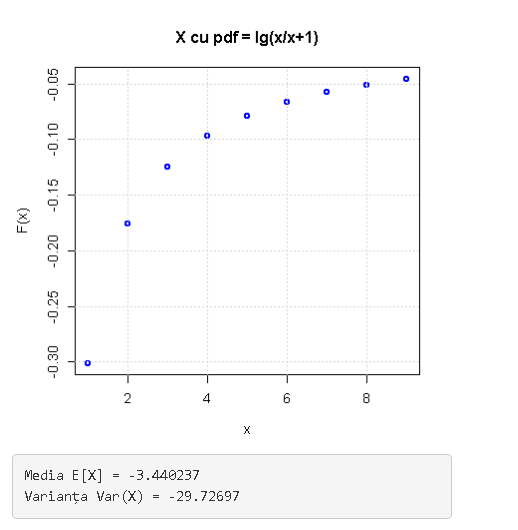 X cu pdf = lg(x/x+1)
-0.05
-0.10
-0.15
-0.20
-0.25
-0.30
F(x)
2 4 6 8
x
Media E[X] = -3.440237
Varianța Var(X) = -29.72697